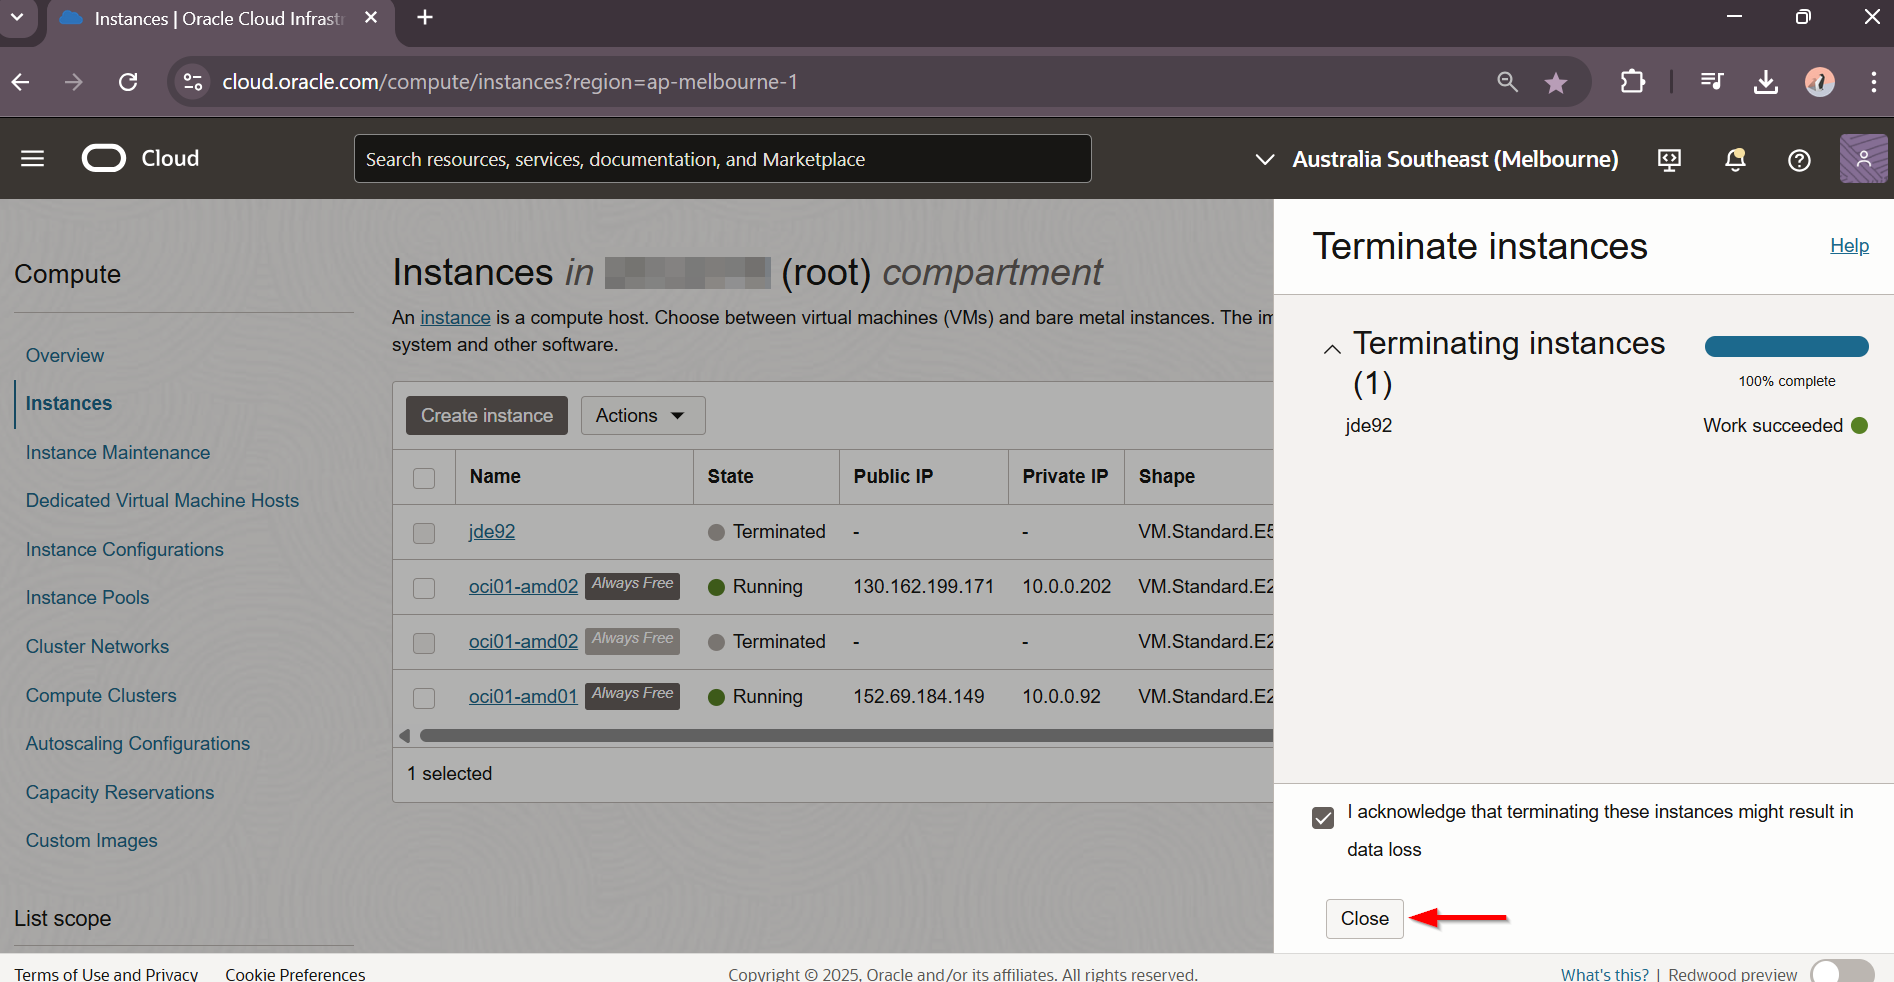 Instances | Oracle Cloud Infrastr
cloud.oracle.com/compute/instances?region=ap-melbourne-1
Cloud
Search resources, services, documentation, and Marketplace
Australia Southeast (Melbourne)
Compute
Overview
Instances
Instance Maintenance
Dedicated Virtual Machine Hosts
Instance Configurations
Instance Pools
Cluster Networks
Compute Clusters
Autoscaling Configurations
Capacity Reservations
Custom Images
List scope
Instances in (root) compartment
An instance is a compute host. Choose between virtual machines (VMs) and bare metal instances. The im
system and other software.
Create instance Actions
Name State Public IP Private IP Shape
jde92 Terminated - - VM.Standard.E5
oci01-amd02 Always Free Running 130.162.199.171 10.0.0.202 VM.Standard.E2
oci01-amd02 Always Free Terminated - - VM.Standard.E2
oci01-amd01 Always Free Running 152.69.184.149 10.0.0.92 VM.Standard.E2
1 selected
Terminate instances Help
Terminating instances
(1)
100% complete
jde92 Work succeeded
I acknowledge that terminating these instances might result in
data loss
Close
Terms of Use and Privacy Cookie Preferences Copyright © 2025, Oracle and/or its affiliates. All rights reserved. What's this? | Redwood preview